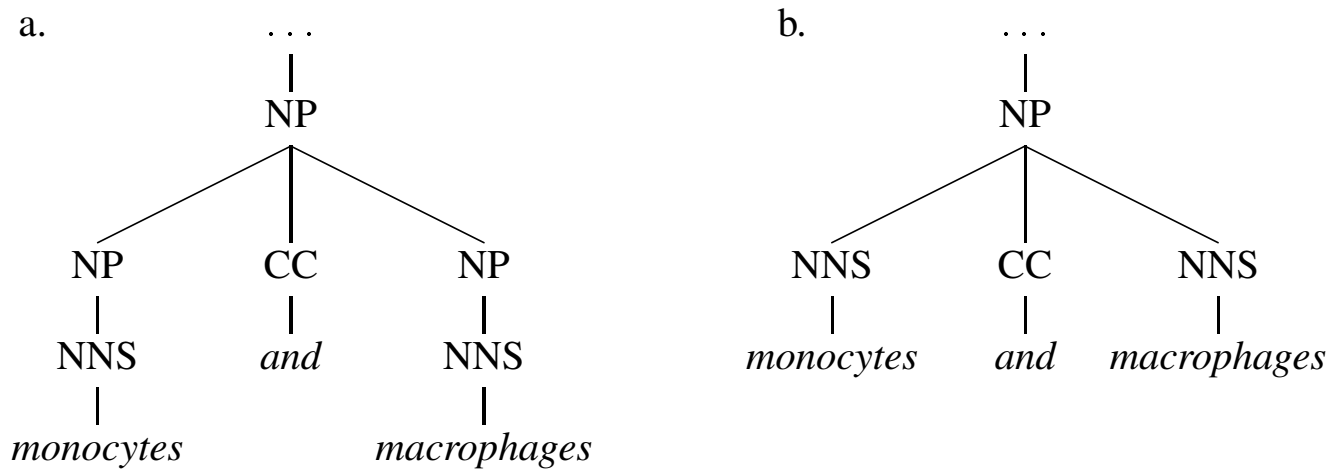 a. . . . b. . . .
NP NP
NP CC NP NNS CC NNS
NNS and NNS monocytes and macrophages
monocytes macrophages